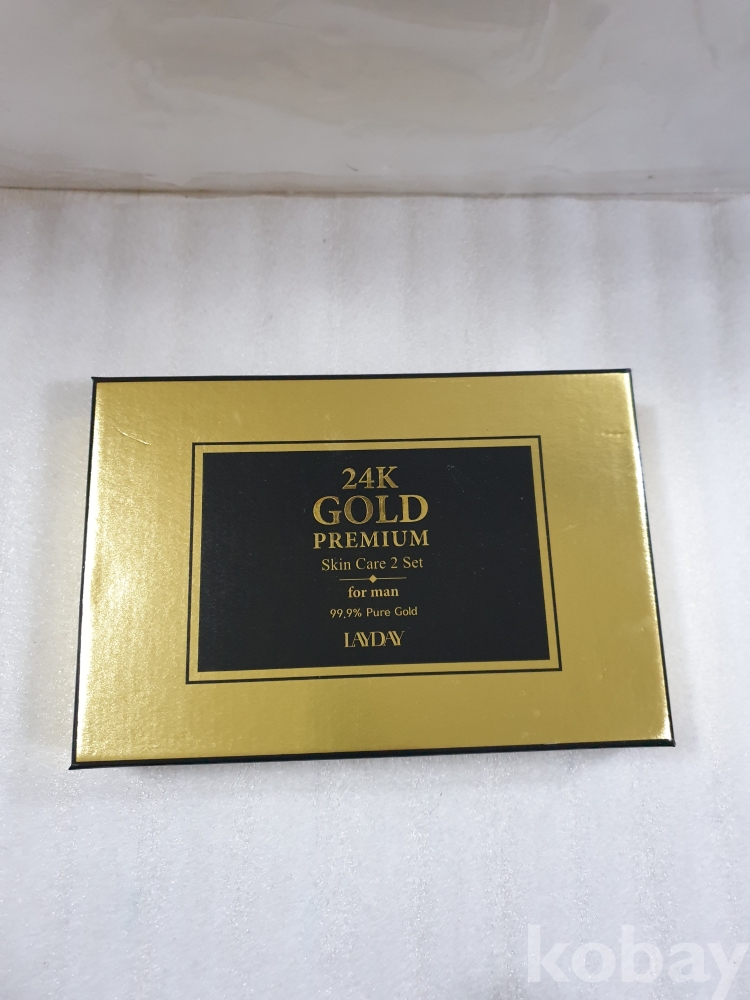 24K
GOLD
PREMIUM
Skin Care 2 Set
for man
99,9% Pure Gold
LAYDAY
kobay